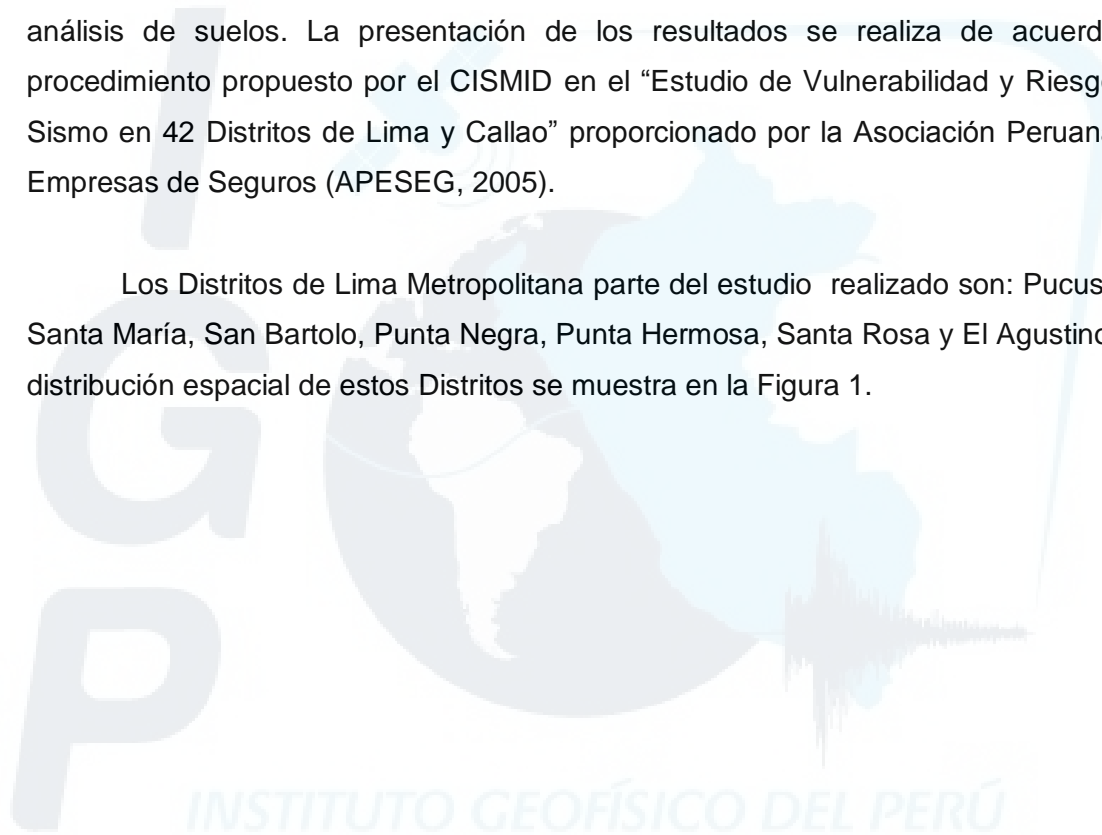 análisis de suelos. La presentación de los resultados se realiza de acuerd
procedimiento propuesto por el CISMID en el “Estudio de Vulnerabilidad y Riesg
Sismo en 42 Distritos de Lima y Callao” proporcionado por la Asociación Peruan
Empresas de Seguros (APESEG, 2005).
Los Distritos de Lima Metropolitana parte del estudio realizado son: Pucus
Santa María, San Bartolo, Punta Negra, Punta Hermosa, Santa Rosa y El Agustino
distribución espacial de estos Distritos se muestra en la Figura 1.
I
G
P
INSTITUTO GEOFÍSICO DEL PERÚ